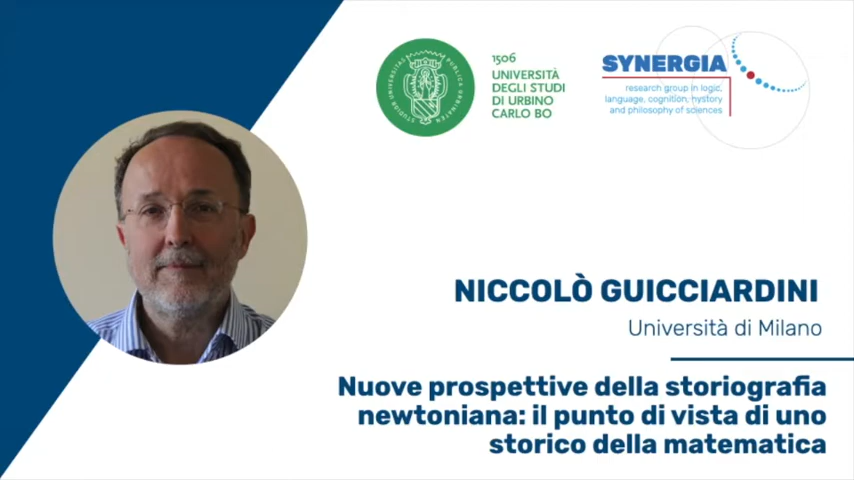 1506
UNIVERSITÀ
DEGLI STUDI
DI URBINO
CARLO BO
SYNERGIA
research group in logic,
language, cognition, hystory
and philosophy of sciences
NICCOLÒ GUICCIARDINI
Università di Milano
Nuove prospettive della storiografia
newtoniana: il punto di vista di uno
storico della matematica